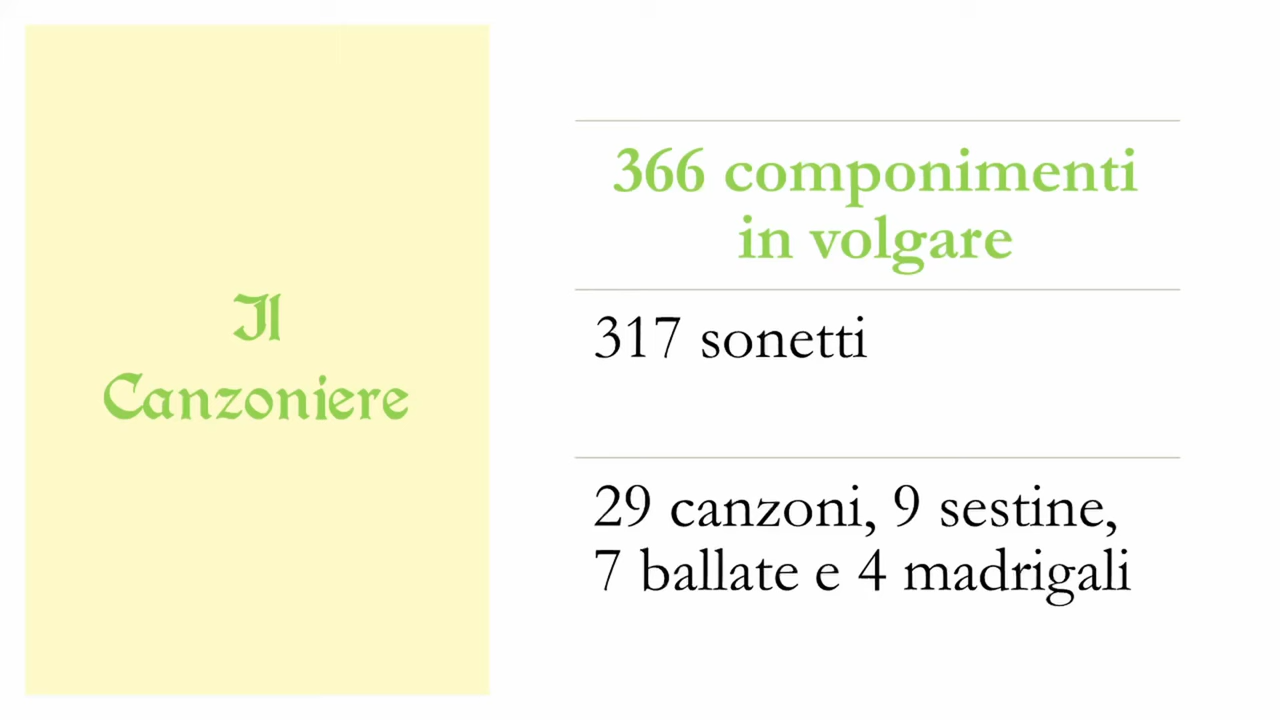 Il
Canzoniere
366 componimenti
in volgare
317 sonetti
29 canzoni, 9 sestine,
7 ballate e 4 madrigali